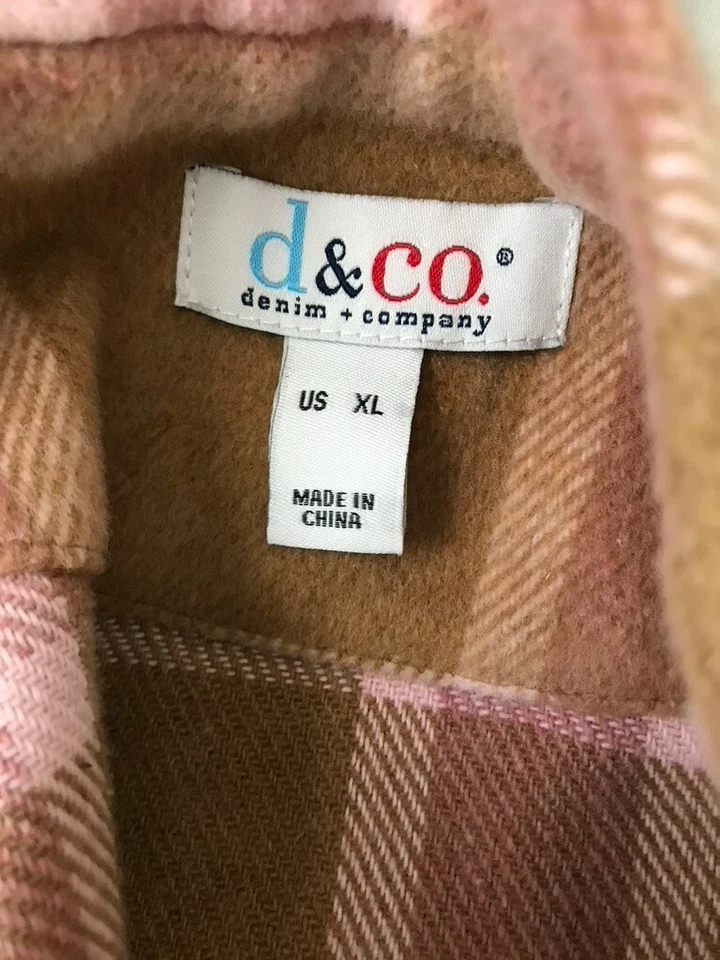 d&co.®
denim + company
US XL
MADE IN
CHINA